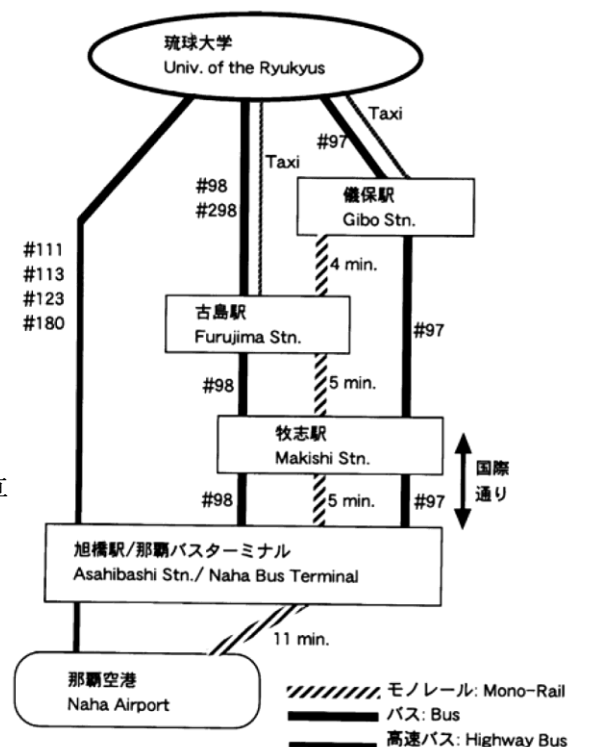 琉球大学
Univ. of the Ryukyus
Taxi
#97
Taxi
#98
#298
儀保駅
Gibo Stn.
#111
#113
#123
#180
4 min.
古島駅
Furujima Stn.
#97
#98
5 min.
牧志駅
Makishi Stn.
国際
通り
#98
5 min.
#97
旭橋駅/那覇バスターミナル
Asahibashi Stn./ Naha Bus Terminal
11 min.
那覇空港
Naha Airport
モノレール: Mono-Rail
バス: Bus
高速バス: Highway Bus